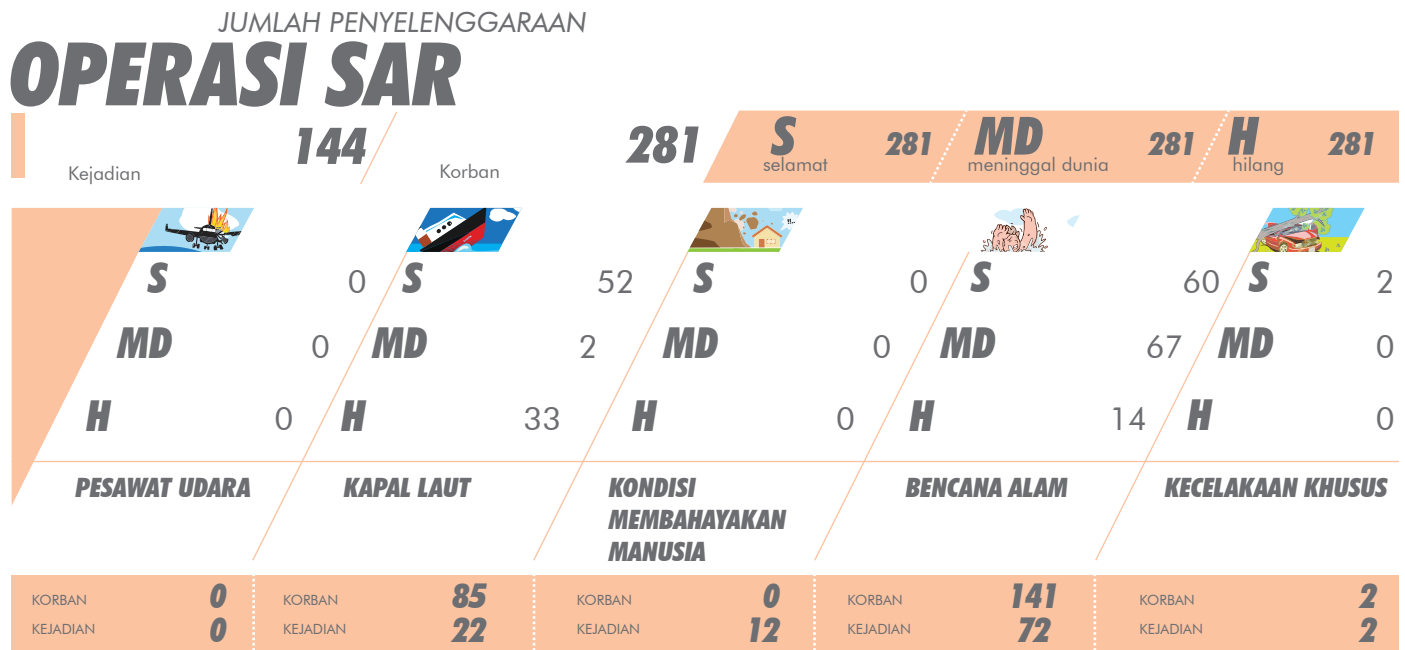 JUMLAH PENYELENGGARAAN
OPERASI SAR
Kejadian 144
Korban 281
S selamat 281
MD meninggal dunia 281
H hilang 281
!!..
S 0 S 52 S 0 S 60 S 2
MD 0 MD 2 MD 0 MD 67 MD 0
H 0 H 33 H 0 H 14 H 0
PESAWAT UDARA
KAPAL LAUT
KONDISI
MEMBAHAYAKAN
MANUSIA
BENCANA ALAM
KECELAKAAN KHUSUS
KORBAN 0 KORBAN 85 KORBAN 0 KORBAN 141 KORBAN 2
KEJADIAN 0 KEJADIAN 22 KEJADIAN 12 KEJADIAN 72 KEJADIAN 2